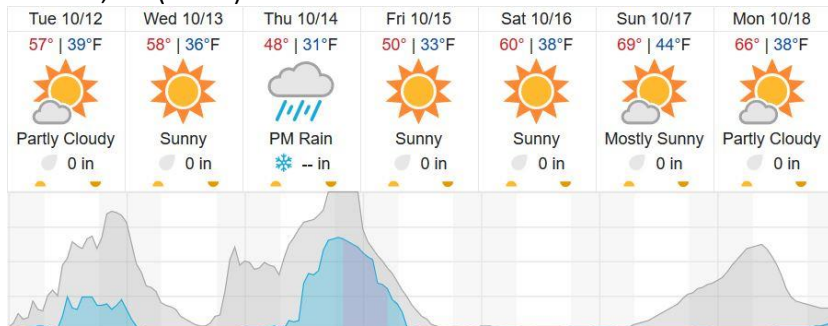 Tue 10/12 Wed 10/13 Thu 10/14 Fri 10/15 Sat 10/16 Sun 10/17 Mon 10/18
57° | 39°F 58° | 36°F 48° | 31°F 50° | 33°F 60° | 38°F 69° | 44°F 66° | 38°F
Partly Cloudy Sunny PM Rain Sunny Sunny Mostly Sunny Partly Cloudy
0 in 0 in -- in 0 in 0 in 0 in 0 in